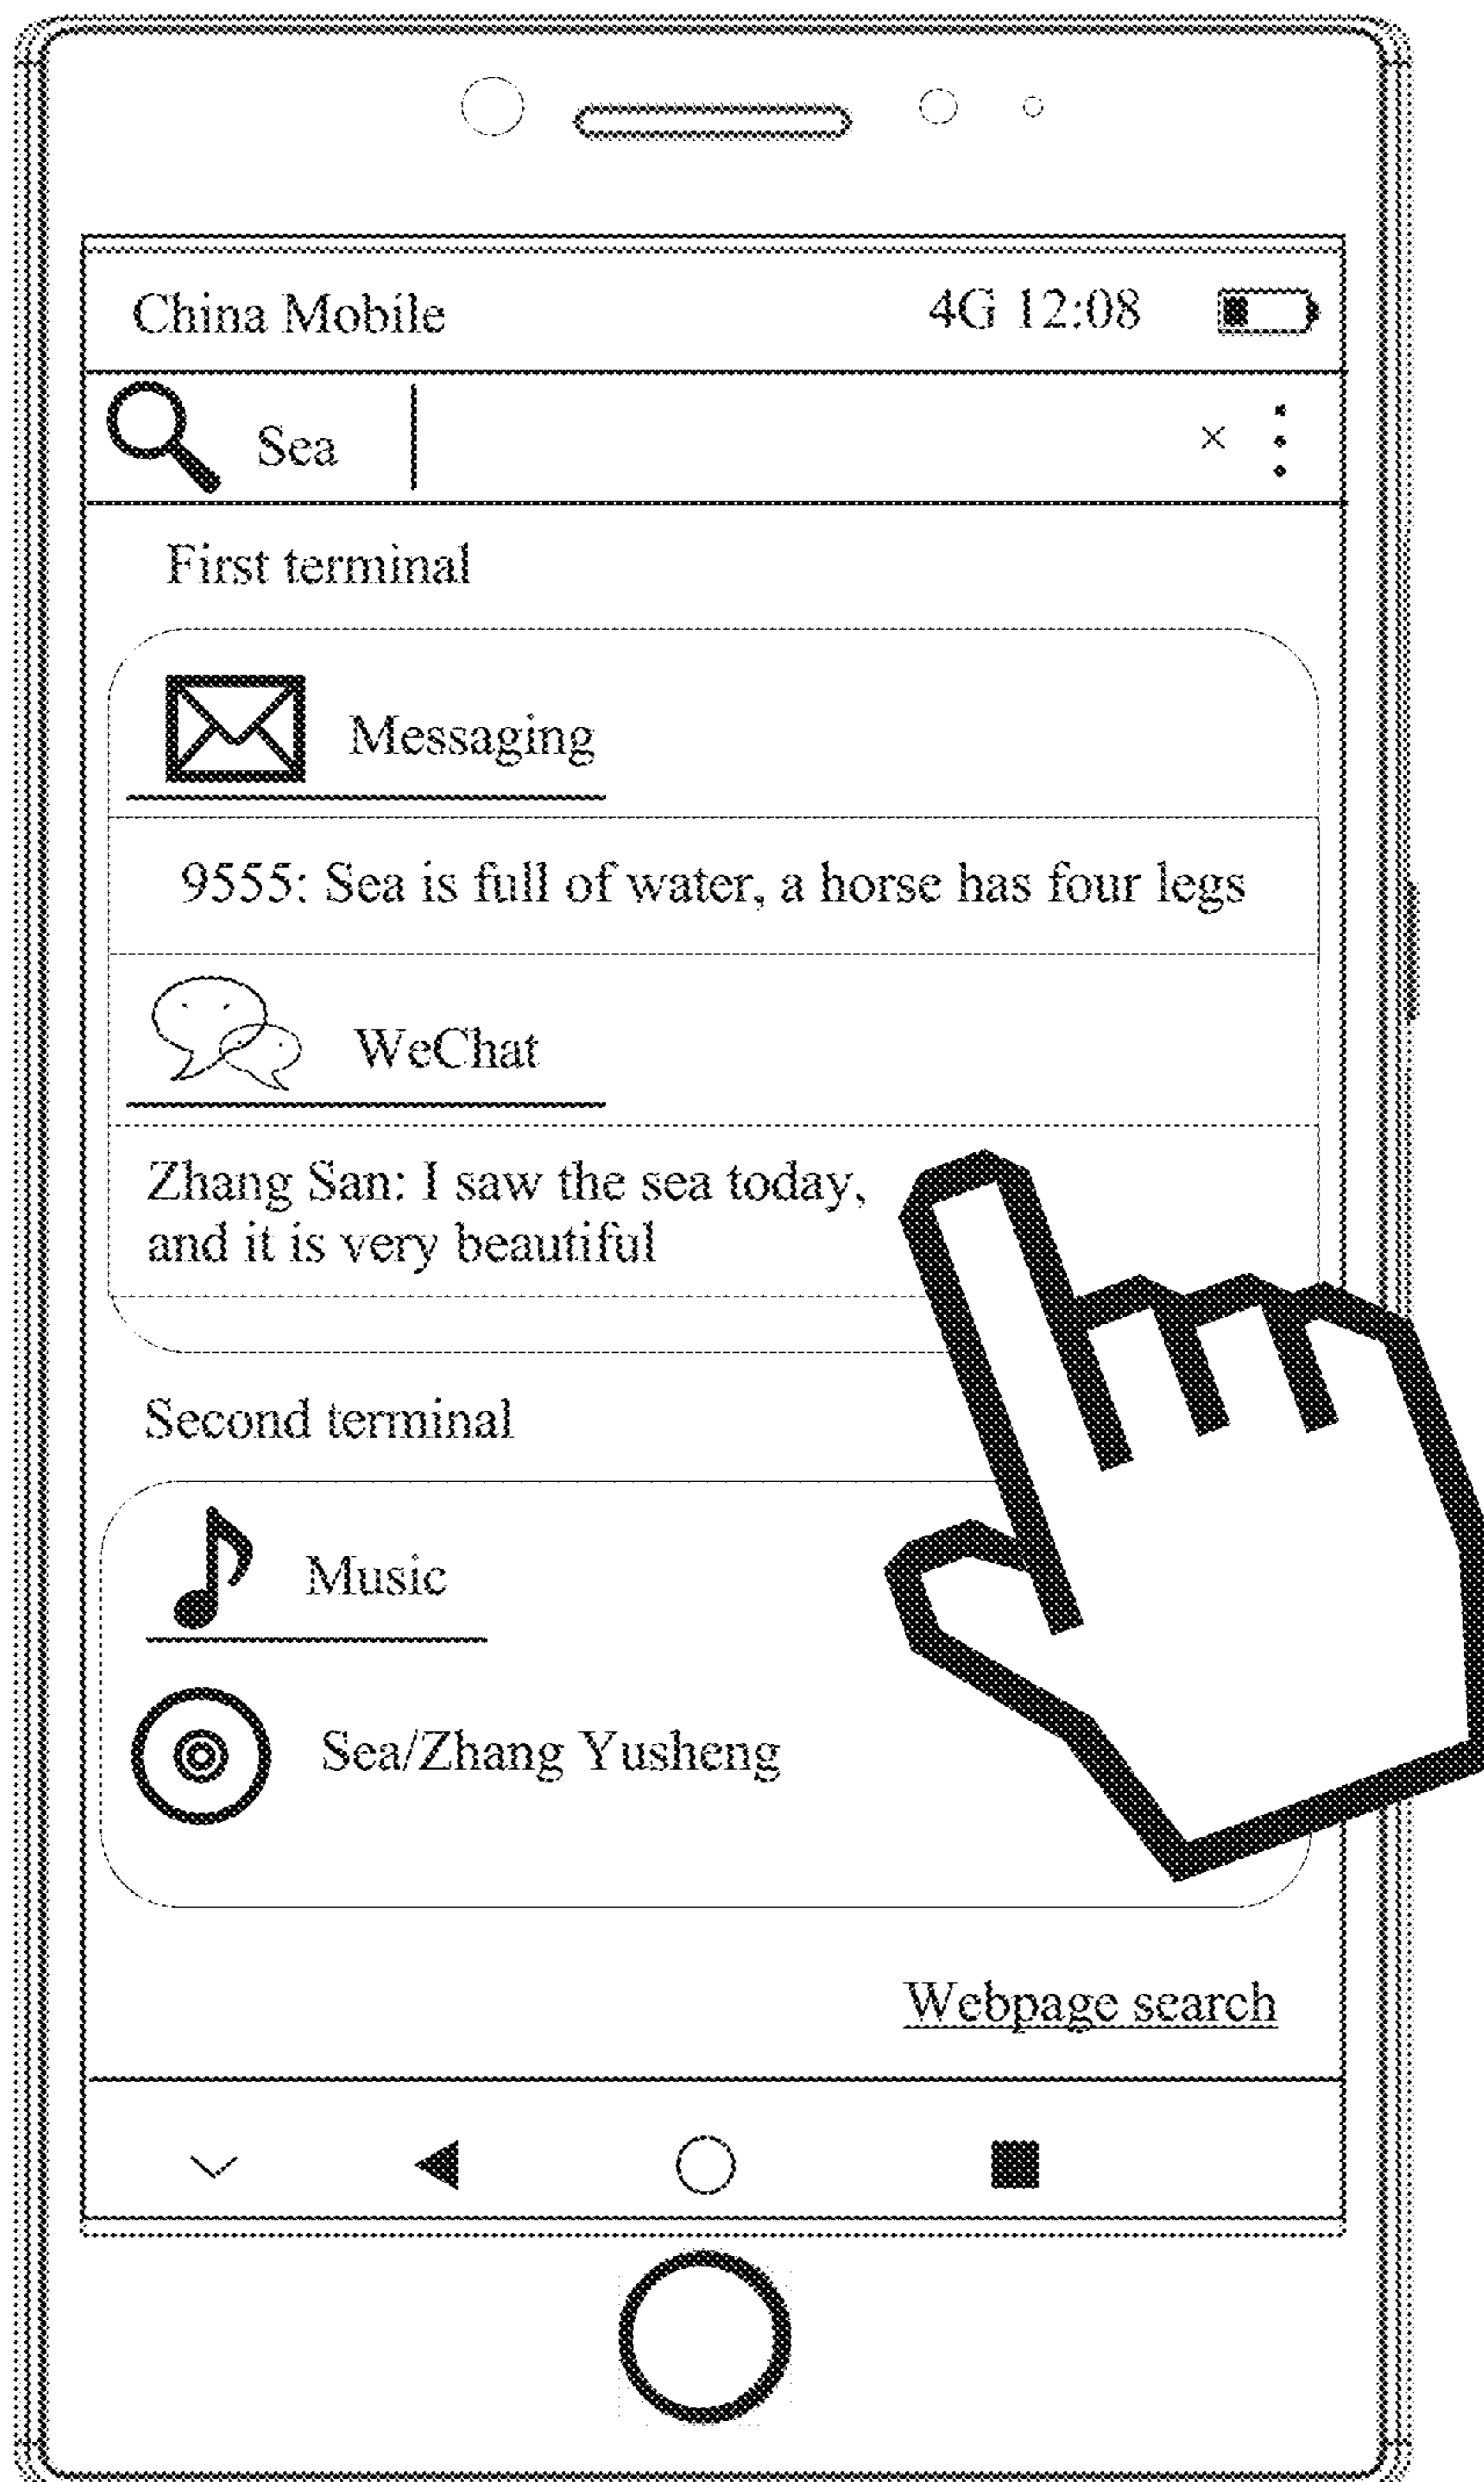 China Mobile 4G 12:08
Sea ×
First terminal
Messaging
9555: Sea is full of water, a horse has four legs
WeChat
Zhang San: I saw the sea today,
and it is very beautiful
Second terminal
Music
Sea/Zhang Yusheng
Webpage search